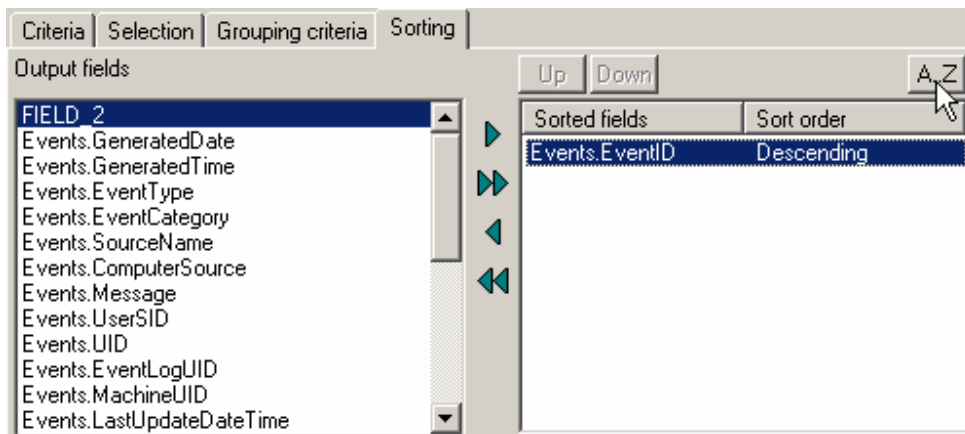 Criteria Selection Grouping criteria Sorting
Output fields
Up Down A..Z
FIELD_2
Events.GeneratedDate
Events.GeneratedTime
Events.EventType
Events.EventCategory
Events.SourceName
Events.ComputerSource
Events.Message
Events.UserSID
Events.UID
Events.EventLogUID
Events.MachineUID
Events.LastUpdateDateTime
Sorted fields Sort order
Events.EventID Descending